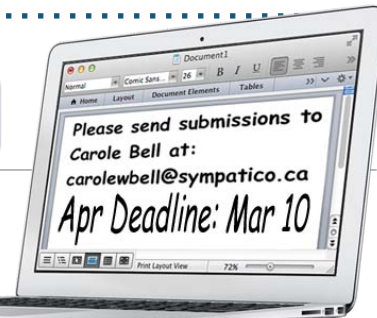 Document1
Normal
Comic Sans...
26
B I U
Home Layout Document Elements Tables
Please send submissions to
Carole Bell at:
carolewbell@sympatico.ca
Apr Deadline: Mar 10
Print Layout View
72%